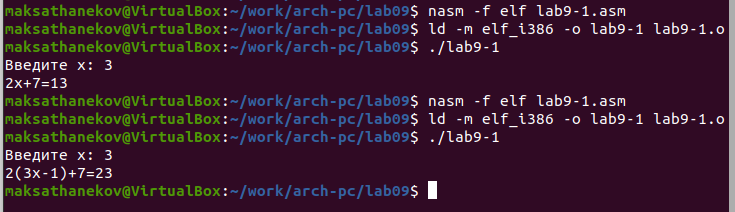 maksathanekov@VirtualBox:~/work/arch-pc/lab09$ nasm -f elf lab9-1.asm
maksathanekov@VirtualBox:~/work/arch-pc/lab09$ ld -m elf_i386 -o lab9-1 lab9-1.o
maksathanekov@VirtualBox:~/work/arch-pc/lab09$ ./lab9-1
Введите x: 3
2x+7=13
maksathanekov@VirtualBox:~/work/arch-pc/lab09$ nasm -f elf lab9-1.asm
maksathanekov@VirtualBox:~/work/arch-pc/lab09$ ld -m elf_i386 -o lab9-1 lab9-1.o
maksathanekov@VirtualBox:~/work/arch-pc/lab09$ ./lab9-1
Введите x: 3
2(3x-1)+7=23
maksathanekov@VirtualBox:~/work/arch-pc/lab09$